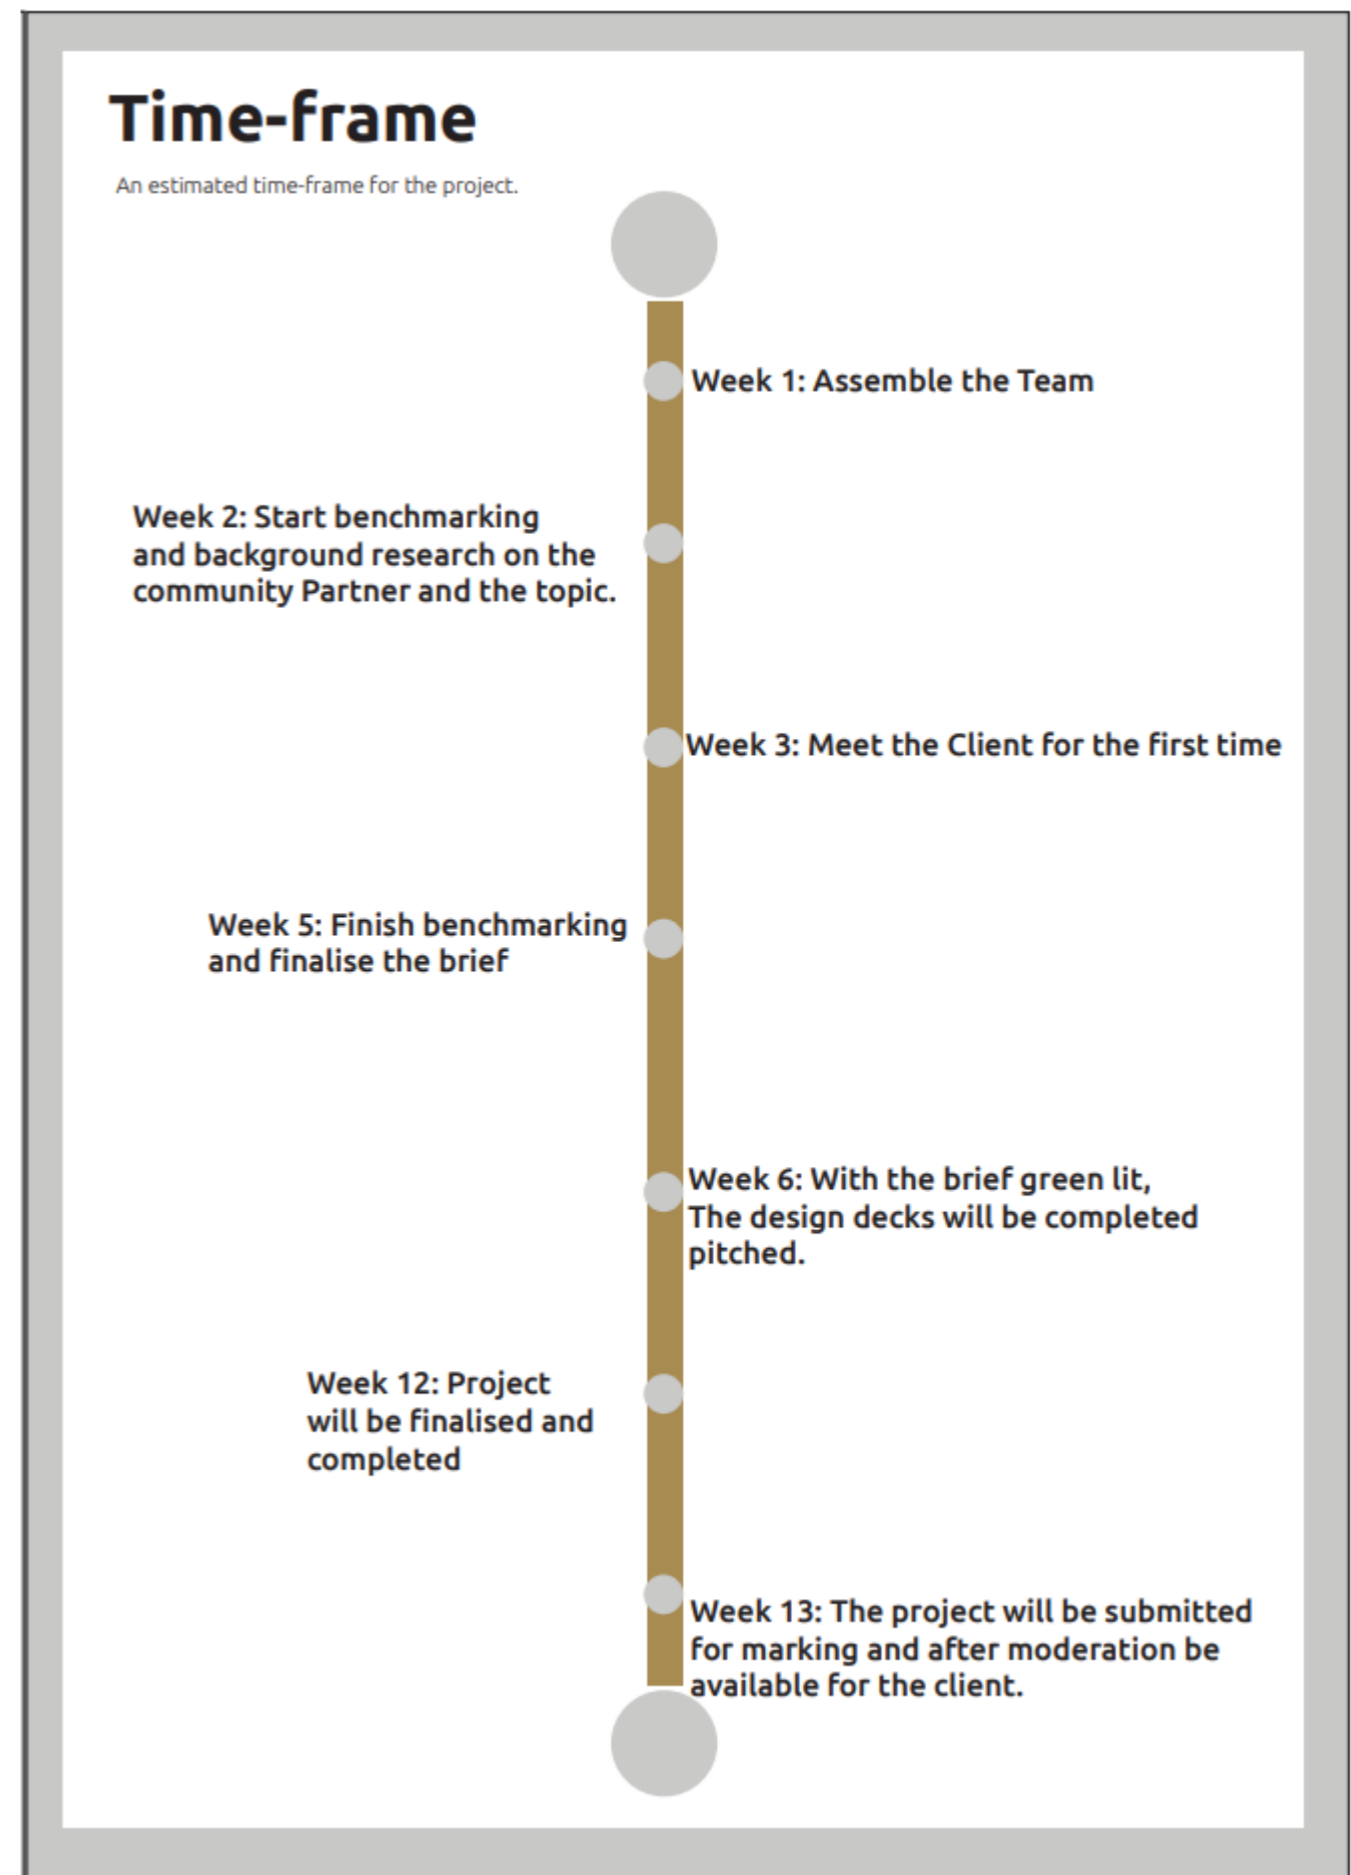 Time-frame
An estimated time-frame for the project.
Week 1: Assemble the Team
Week 2: Start benchmarking
and background research on the
community Partner and the topic.
Week 3: Meet the Client for the first time
Week 5: Finish benchmarking
and finalise the brief
Week 6: With the brief green lit,
The design decks will be completed
pitched.
Week 12: Project
will be finalised and
completed
Week 13: The project will be submitted
for marking and after moderation be
available for the client.